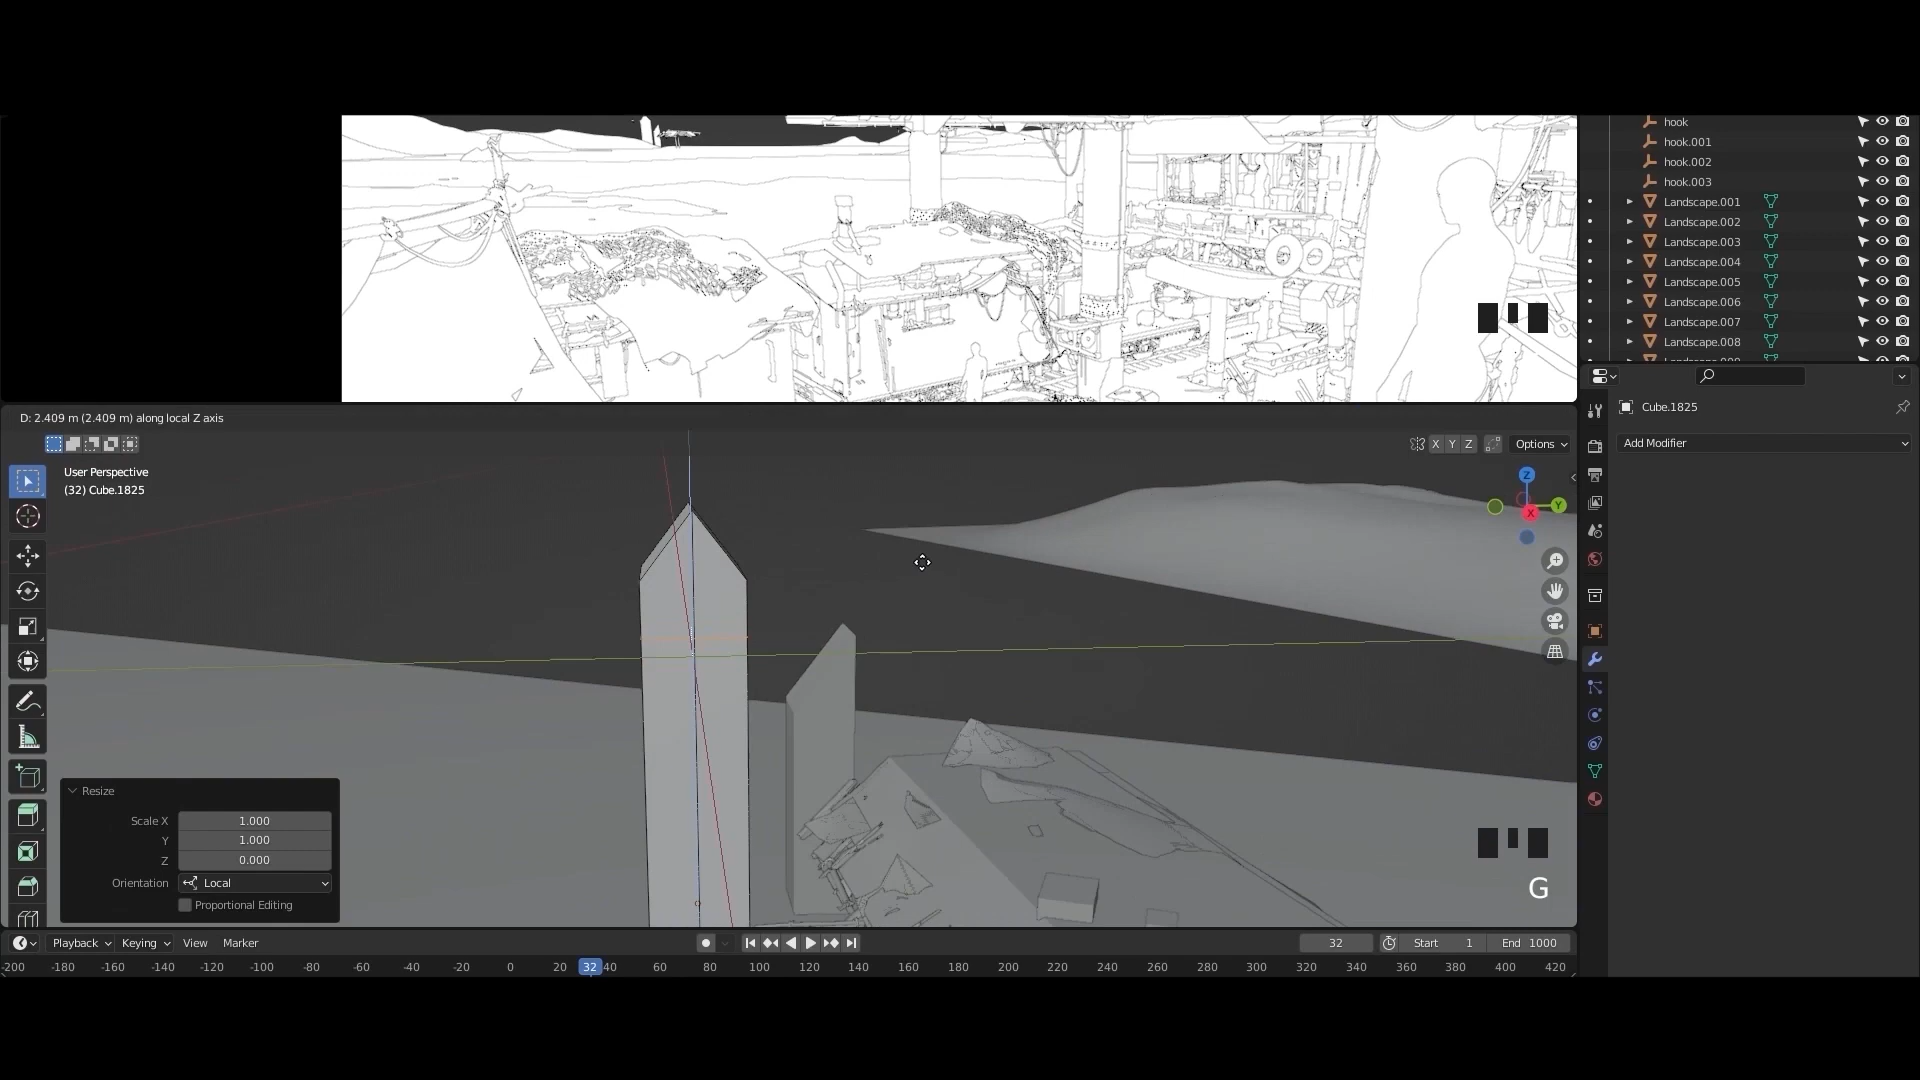 hook
hook.001
hook.002
hook.003
Landscape.001
Landscape.002
Landscape.003
Landscape.004
Landscape.005
Landscape.006
Landscape.007
Landscape.008
Cube.1825
Add Modifier
D: 2.409 m (2.409 m) along local Z axis
X Y Z Options
User Perspective
(32) Cube.1825
Z
Y
X
Resize
Scale X 1.000
Y 1.000
Z 0.000
Orientation Local
Proportional Editing
G
Playback Keying View Marker 32 Start 1 End 1000
-200 -180 -160 -140 -120 -100 -80 -60 -40 -20 0 20 32 40 60 80 100 120 140 160 180 200 220 240 260 280 300 320 340 360 380 400 420